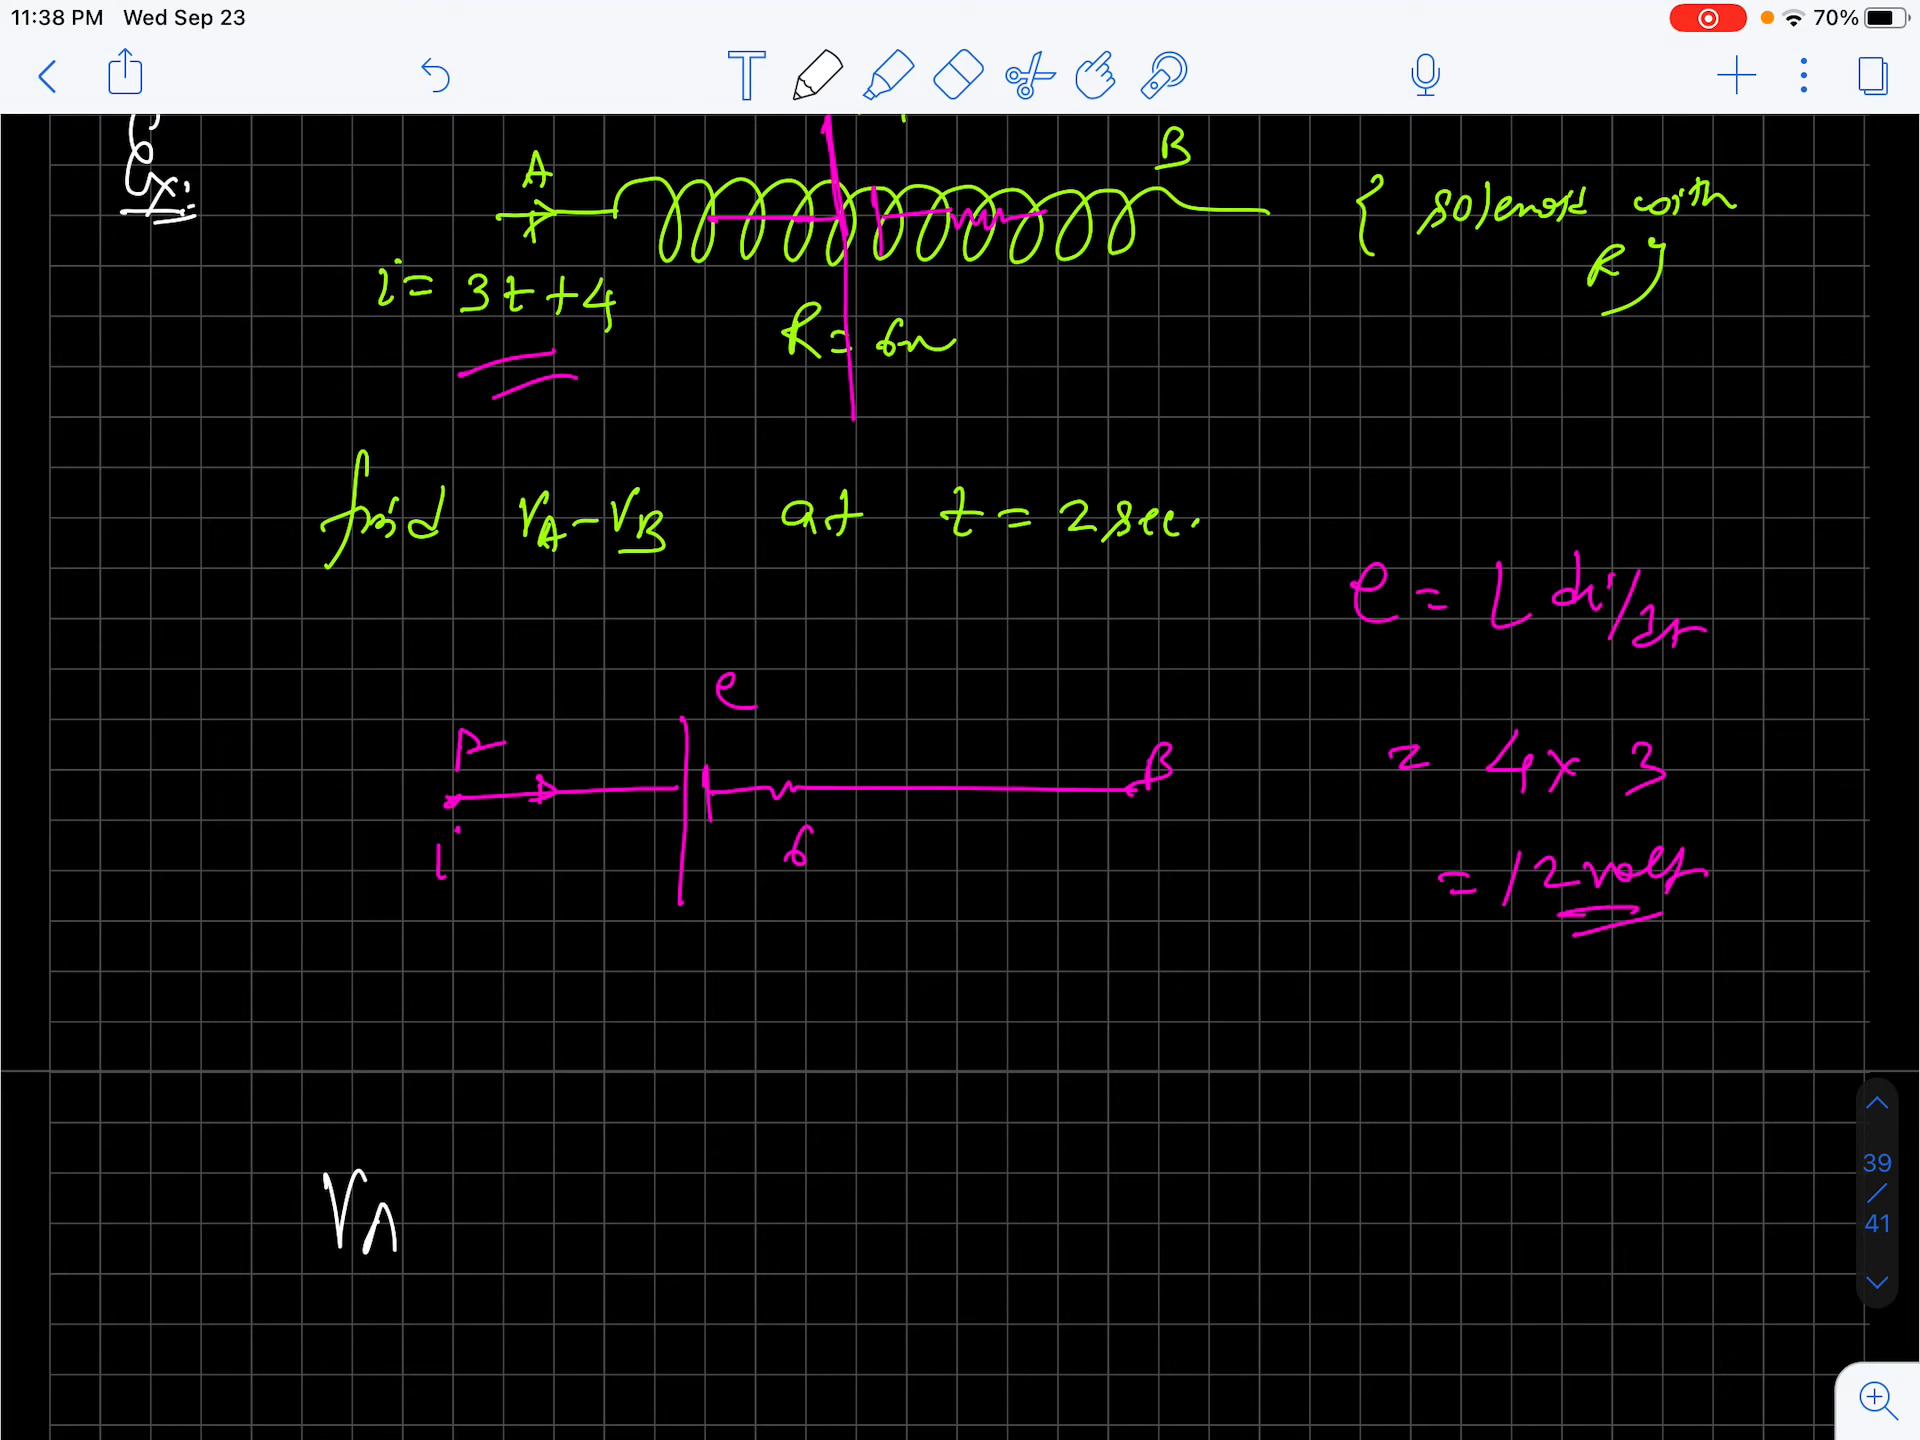 11:38 PM Wed Sep 23
70%
T
Ex:
A
B
{ solenoid with
R }
i = 3t + 4
R = 6Ω
find VA - VB at t = 2 sec.
e = L di/dt
e
A
B
i
6
= 4 x 3
= 12 volt
VA
39
/
41